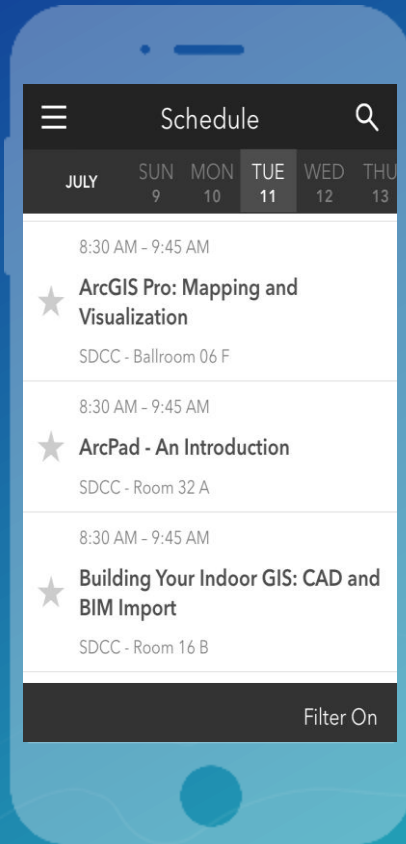 Schedule
JULY
SUN MON TUE WED THU
9 10 11 12 13
8:30 AM – 9:45 AM
ArcGIS Pro: Mapping and
Visualization
SDCC - Ballroom 06 F
8:30 AM – 9:45 AM
ArcPad - An Introduction
SDCC - Room 32 A
8:30 AM – 9:45 AM
Building Your Indoor GIS: CAD and
BIM Import
SDCC - Room 16 B
Filter On